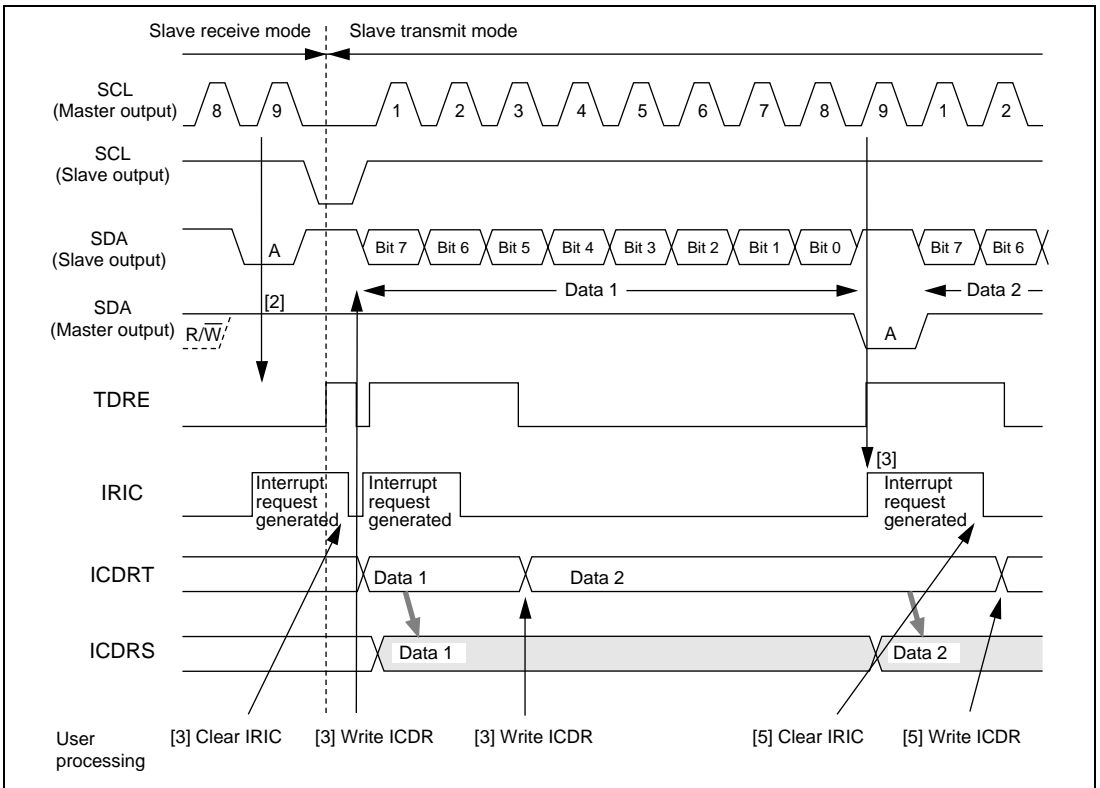 Slave receive mode Slave transmit mode
SCL
(Master output)
8 9 1 2 3 4 5 6 7 8 9 1 2
SCL
(Slave output)
SDA
(Slave output)
A Bit 7 Bit 6 Bit 5 Bit 4 Bit 3 Bit 2 Bit 1 Bit 0 Bit 7 Bit 6
[2] Data 1 Data 2
SDA
(Master output)
R/W̅ A
TDRE
[3]
IRIC
Interrupt
request
generated
Interrupt
request
generated
Interrupt
request
generated
ICDRT Data 1 Data 2
ICDRS Data 1 Data 2
User
processing
[3] Clear IRIC [3] Write ICDR [3] Write ICDR [5] Clear IRIC [5] Write ICDR